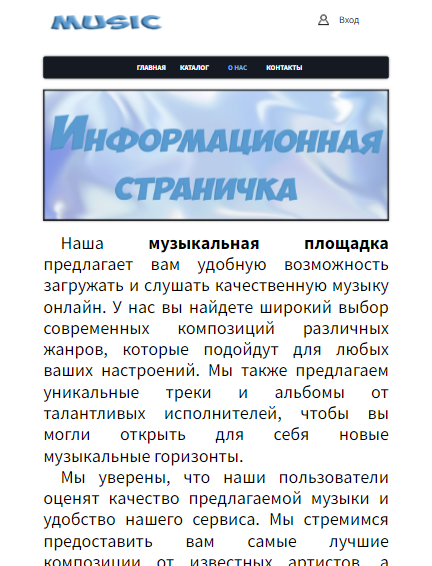 MUSIC
Вход
ГЛАВНАЯ КАТАЛОГ О НАС КОНТАКТЫ
Информационная
страничка
Наша музыкальная площадка
предлагает вам удобную возможность
загружать и слушать качественную музыку
онлайн. У нас вы найдете широкий выбор
современных композиций различных
жанров, которые подойдут для любых
ваших настроений. Мы также предлагаем
уникальные треки и альбомы от
талантливых исполнителей, чтобы вы
могли открыть для себя новые
музыкальные горизонты.
Мы уверены, что наши пользователи
оценят качество предлагаемой музыки и
удобство нашего сервиса. Мы стремимся
предоставить вам самые лучшие
композиции от известных артистов, а